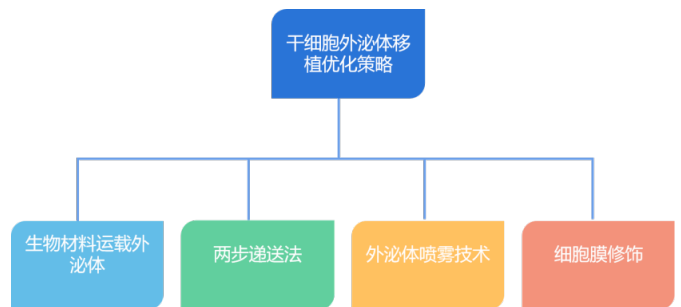 干细胞外泌体移
植优化策略
生物材料运载外
泌体
两步递送法
外泌体喷雾技术
细胞膜修饰